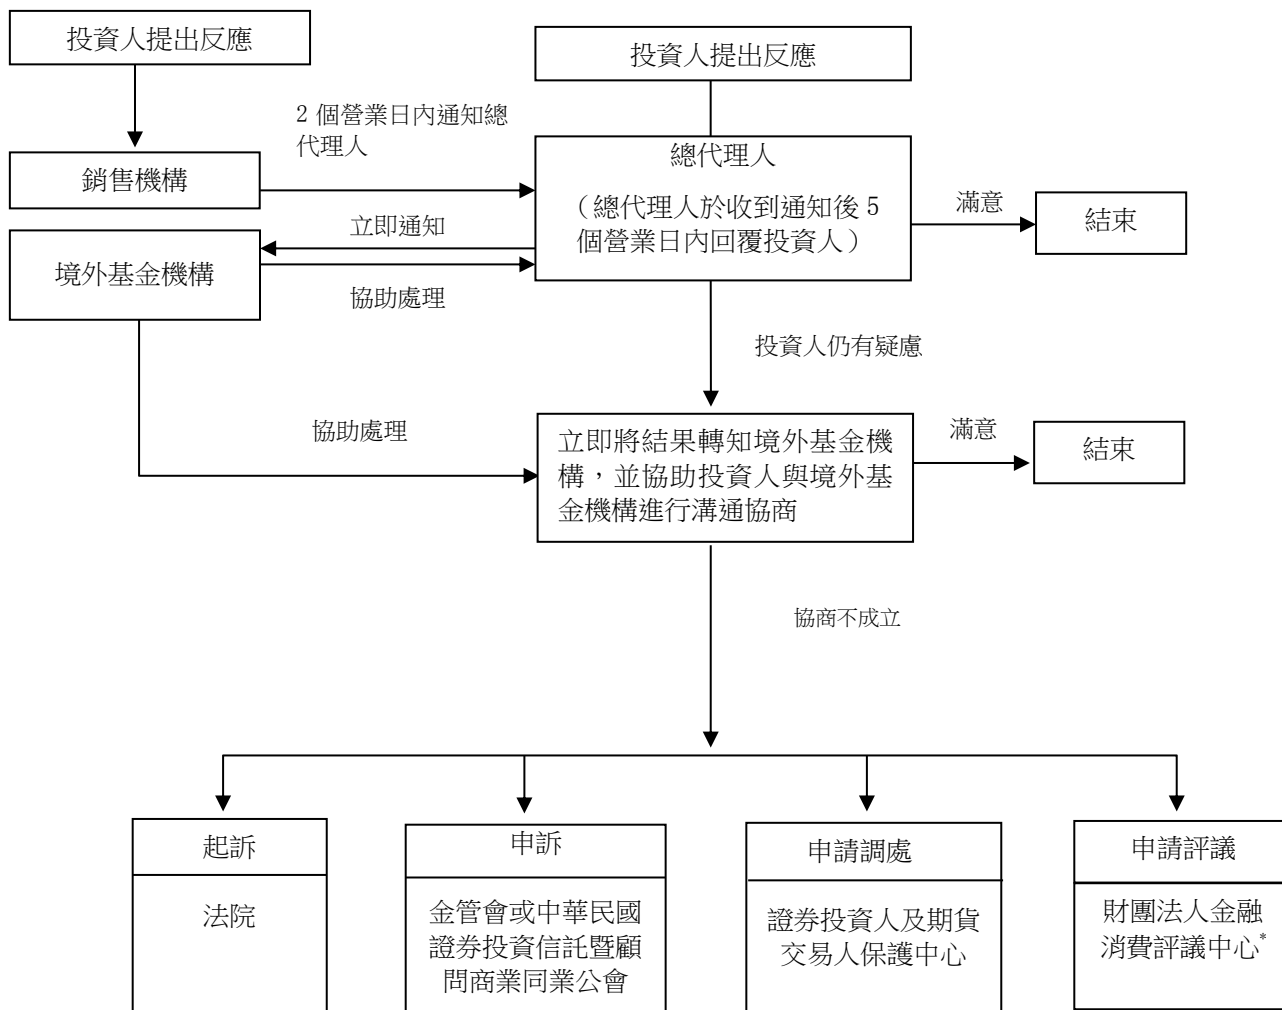 投資人提出反應
投資人提出反應
2 個營業日內通知總
代理人
銷售機構
總代理人
（總代理人於收到通知後 5
個營業日內回覆投資人）
滿意
結束
立即通知
境外基金機構
協助處理
投資人仍有疑慮
協助處理
立即將結果轉知境外基金機
構，並協助投資人與境外基
金機構進行溝通協商
滿意
結束
協商不成立
起訴
法院
申訴
金管會或中華民國
證券投資信託暨顧
問商業同業公會
申請調處
證券投資人及期貨
交易人保護中心
申請評議
財團法人金融
消費評議中心*